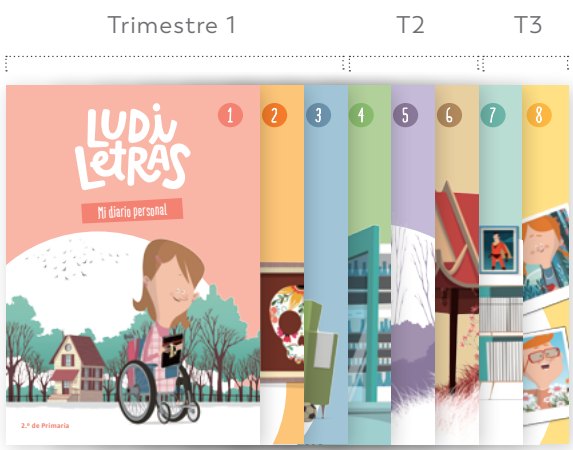 Trimestre 1
T2
T3
LUDi
LetRAS
1
2
3
4
5
6
7
8
Mi diario personal
2.º de Primaria